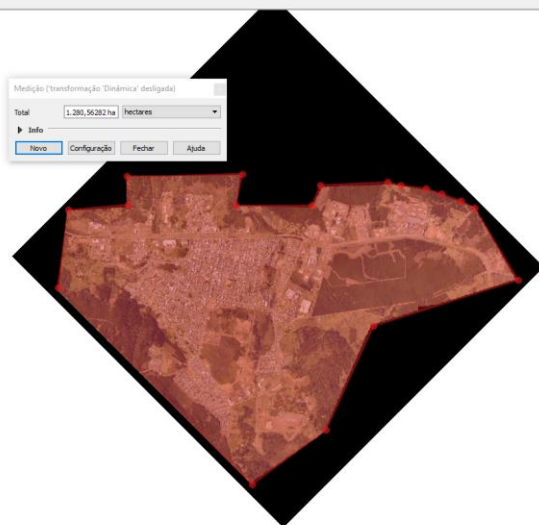 Medição ('transformação 'Dinâmica' desligada)
Total 1.280,56282 ha hectares
Info
Novo Configuração Fechar Ajuda